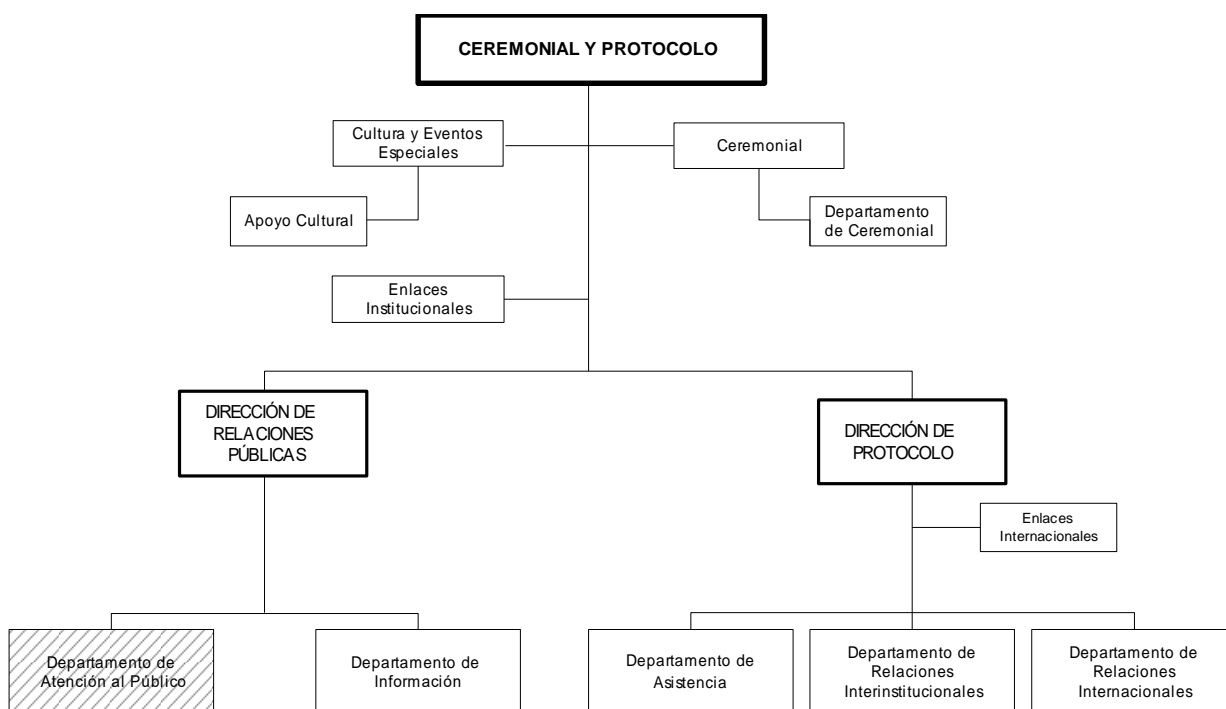 CEREMONIAL Y PROTOCOLO
Cultura y Eventos
Especiales
Ceremonial
Apoyo Cultural
Departamento
de Ceremonial
Enlaces
Institucionales
DIRECCIÓN DE
RELACIONES
PÚBLICAS
DIRECCIÓN DE
PROTOCOLO
Enlaces
Internacionales
Departamento de
Atención al Público
Departamento de
Información
Departamento de
Asistencia
Departamento de
Relaciones
Interinstitucionales
Departamento de
Relaciones
Internacionales